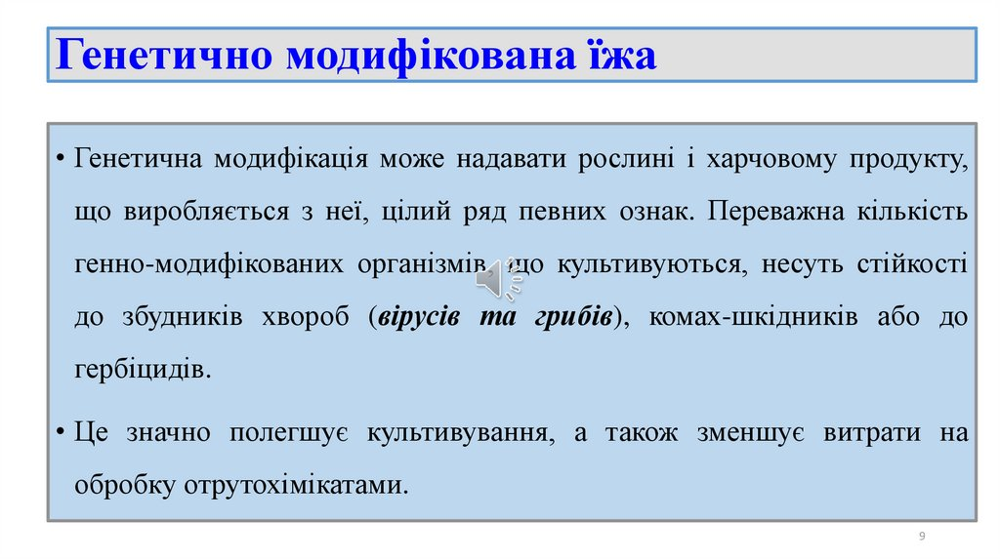 Генетично модифікована їжа
• Генетична модифікація може надавати рослині і харчовому продукту,
що виробляється з неї, цілий ряд певних ознак. Переважна кількість
генно-модифікованих організмів, що культивуються, несуть стійкості
до збудників хвороб (вірусів та грибів), комах-шкідників або до
гербіцидів.
• Це значно полегшує культивування, а також зменшує витрати на
обробку отрутохімікатами.
9